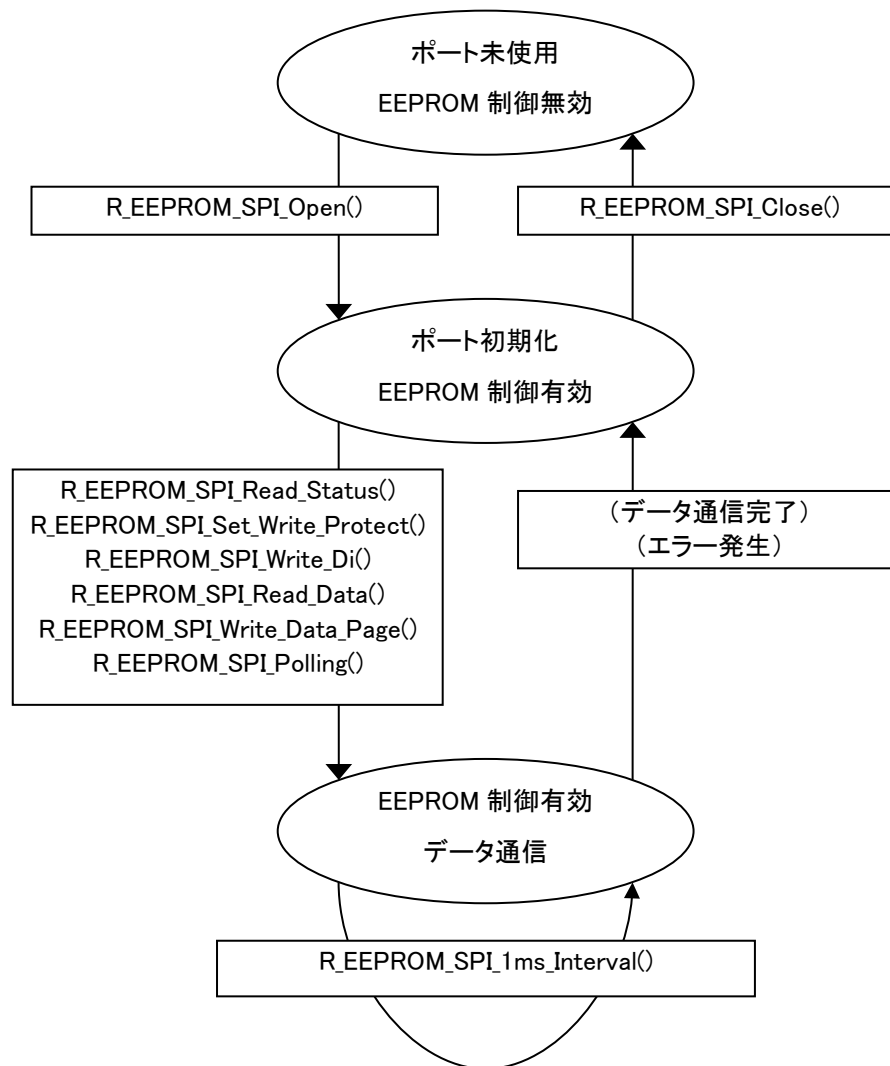 ポート未使用
EEPROM 制御無効
R_EEPROM_SPI_Open()
R_EEPROM_SPI_Close()
ポート初期化
EEPROM 制御有効
R_EEPROM_SPI_Read_Status()
R_EEPROM_SPI_Set_Write_Protect()
R_EEPROM_SPI_Write_Di()
R_EEPROM_SPI_Read_Data()
R_EEPROM_SPI_Write_Data_Page()
R_EEPROM_SPI_Polling()
（データ通信完了）
（エラー発生）
EEPROM 制御有効
データ通信
R_EEPROM_SPI_1ms_Interval()